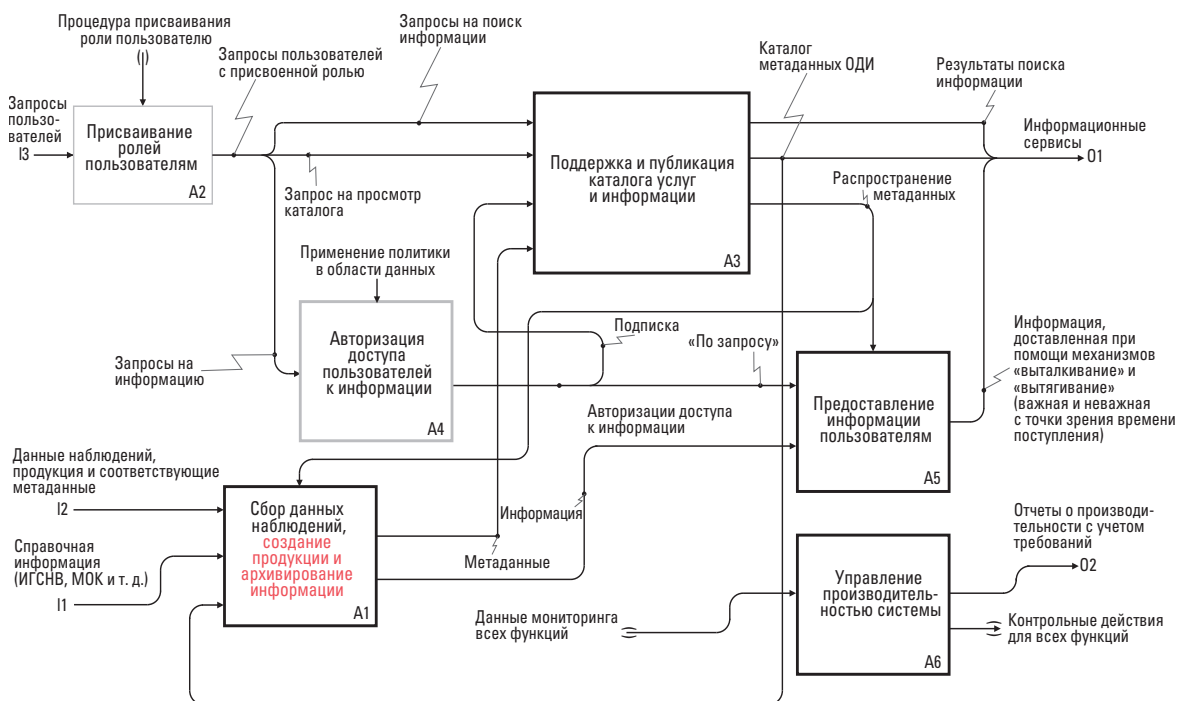 Процедура присваивания
роли пользователю
Запросы пользователей
с присвоенной ролью
Запросы на поиск
информации
Каталог
метаданных ОДИ
Результаты поиска
информации
Запросы
пользо-
вателей
I3
Присваивание
ролей
пользователям
A2
Запрос на просмотр
каталога
Поддержка и публикация
каталога услуг
и информации
A3
Информационные
сервисы
O1
Распространение
метаданных
Применение политики
в области данных
Авторизация
доступа
пользователей
к информации
A4
Запросы на
информацию
Подписка
«По запросу»
Предоставление
информации
пользователям
A5
Информация,
доставленная при
помощи механизмов
«выталкивание» и
«вытягивание»
(важная и неважная
с точки зрения времени
поступления)
Авторизации доступа
к информации
Данные наблюдений,
продукция и соответствующие
метаданные
I2
Справочная
информация
(ИГСНВ, МОК и т. д.)
I1
Сбор данных
наблюдений,
создание
продукции и
архивирование
информации
A1
Информация
Метаданные
Данные мониторинга
всех функций
Управление
производитель-
ностью системы
A6
Отчеты о производи-
тельности с учетом
требований
O2
Контрольные действия
для всех функций